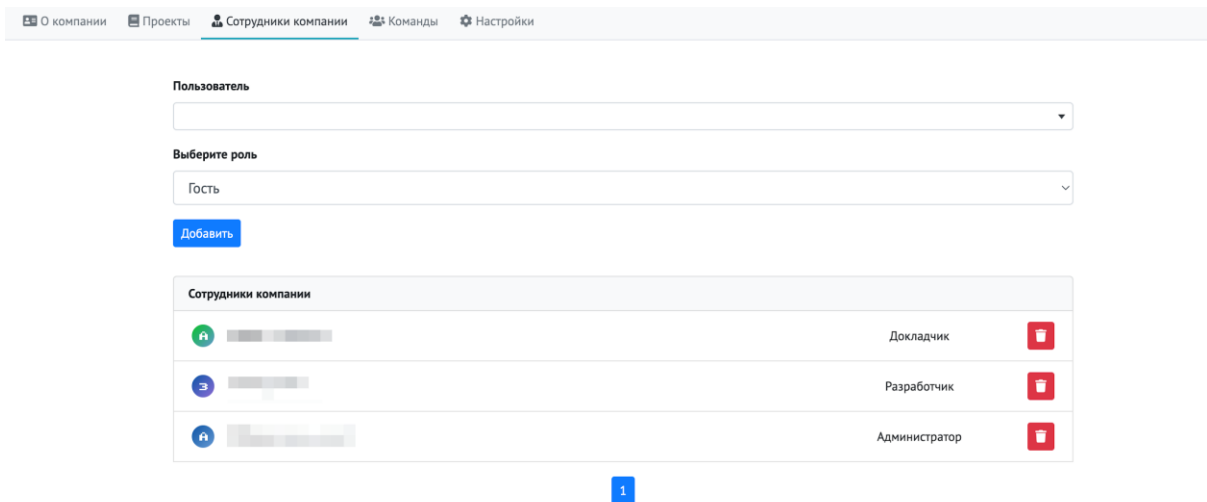 О компании Проекты Сотрудники компании Команды Настройки
Пользователь
Выберите роль
Гость
Добавить
Сотрудники компании
А Докладчик
З Разработчик
А Администратор
1